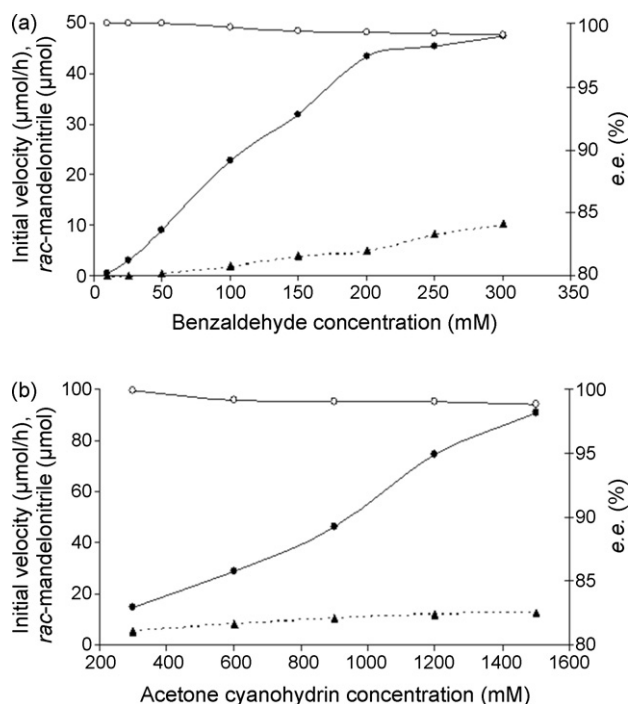 (a)
Initial velocity (µmol/h),
rac-mandelonitrile (µmol)
50
40
30
20
10
0
100
95
90
85
80
e.e. (%)
0 50 100 150 200 250 300 350
Benzaldehyde concentration (mM)
(b)
Initial velocity (µmol/h),
rac-mandelonitrile (µmol)
100
80
60
40
20
0
100
95
90
85
80
e.e. (%)
200 400 600 800 1000 1200 1400 1600
Acetone cyanohydrin concentration (mM)